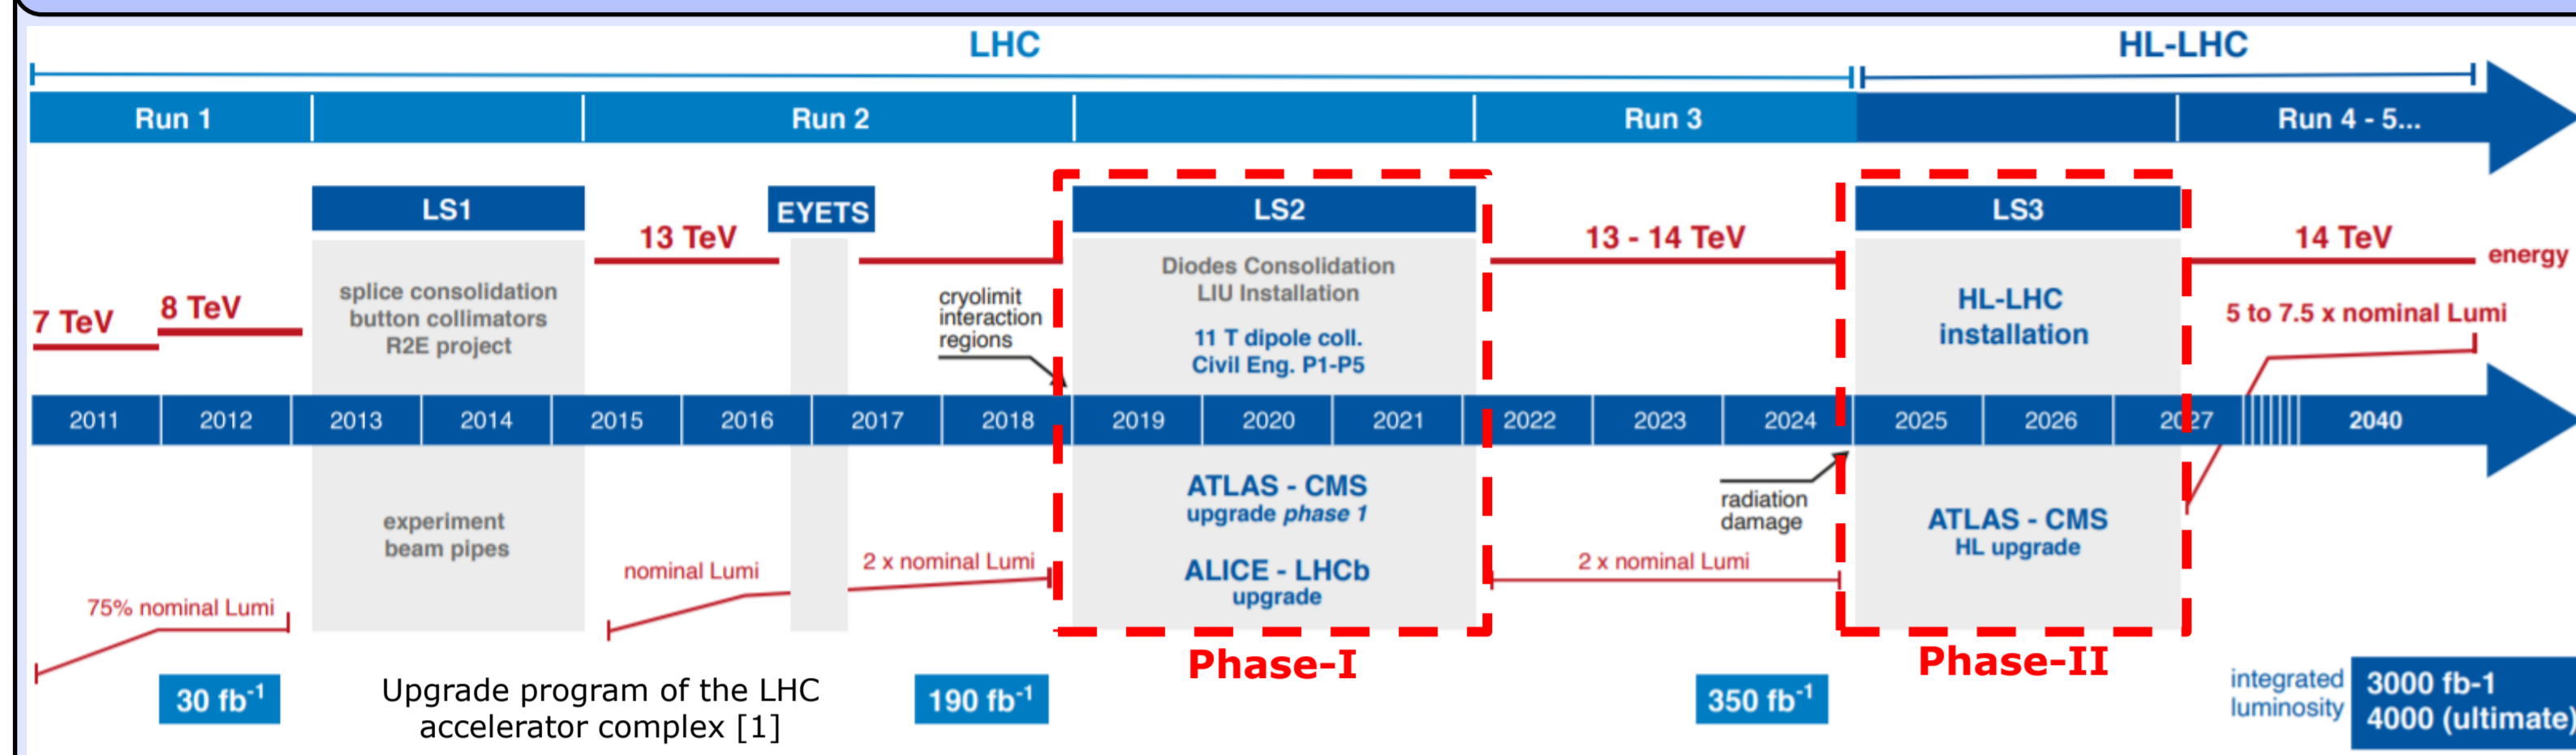 LHC
HL-LHC
Run 1
Run 2
Run 3
Run 4 - 5...
LS1
EYETS
LS2
LS3
13 TeV
13 - 14 TeV
14 TeV
energy
Diodes Consolidation
LIU Installation
splice consolidation
button collimators
R2E project
cryolimit
interaction
regions
HL-LHC
installation
7 TeV
8 TeV
5 to 7.5 x nominal Lumi
11 T dipole coll.
Civil Eng. P1-P5
2011
2012
2013
2014
2015
2016
2017
2018
2019
2020
2021
2022
2023
2024
2025
2026
2027
2040
ATLAS - CMS
upgrade phase 1
radiation
damage
experiment
beam pipes
ATLAS - CMS
HL upgrade
nominal Lumi
2 x nominal Lumi
ALICE - LHCb
upgrade
2 x nominal Lumi
75% nominal Lumi
Phase-I
Phase-II
30 fb⁻¹
Upgrade program of the LHC
accelerator complex [1]
190 fb⁻¹
350 fb⁻¹
integrated
luminosity
3000 fb-1
4000 (ultimate)